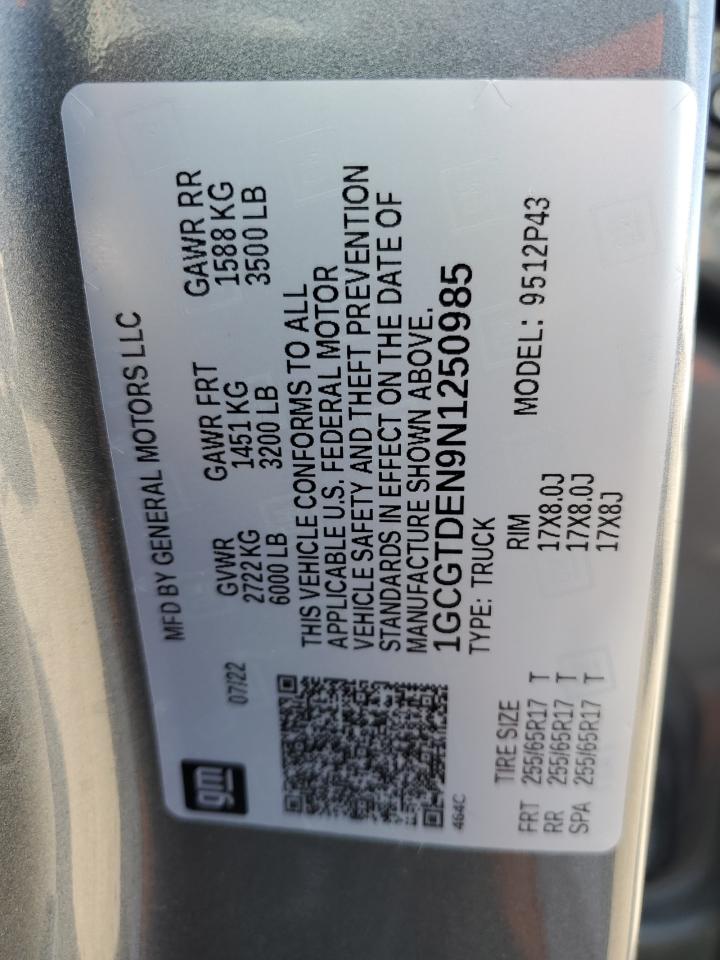 gm
MFD BY GENERAL MOTORS LLC
07/22
GVWR GAWR FRT GAWR RR
2722 KG 1451 KG 1588 KG
6000 LB 3200 LB 3500 LB
THIS VEHICLE CONFORMS TO ALL
APPLICABLE U.S. FEDERAL MOTOR
VEHICLE SAFETY AND THEFT PREVENTION
STANDARDS IN EFFECT ON THE DATE OF
MANUFACTURE SHOWN ABOVE.
1GCGTDEN9N1250985
464C
TYPE: TRUCK MODEL: 9512P43
TIRE SIZE RIM
FRT 255/65R17 T 17X8.0J
RR 255/65R17 T 17X8.0J
SPA 255/65R17 T 17X8J